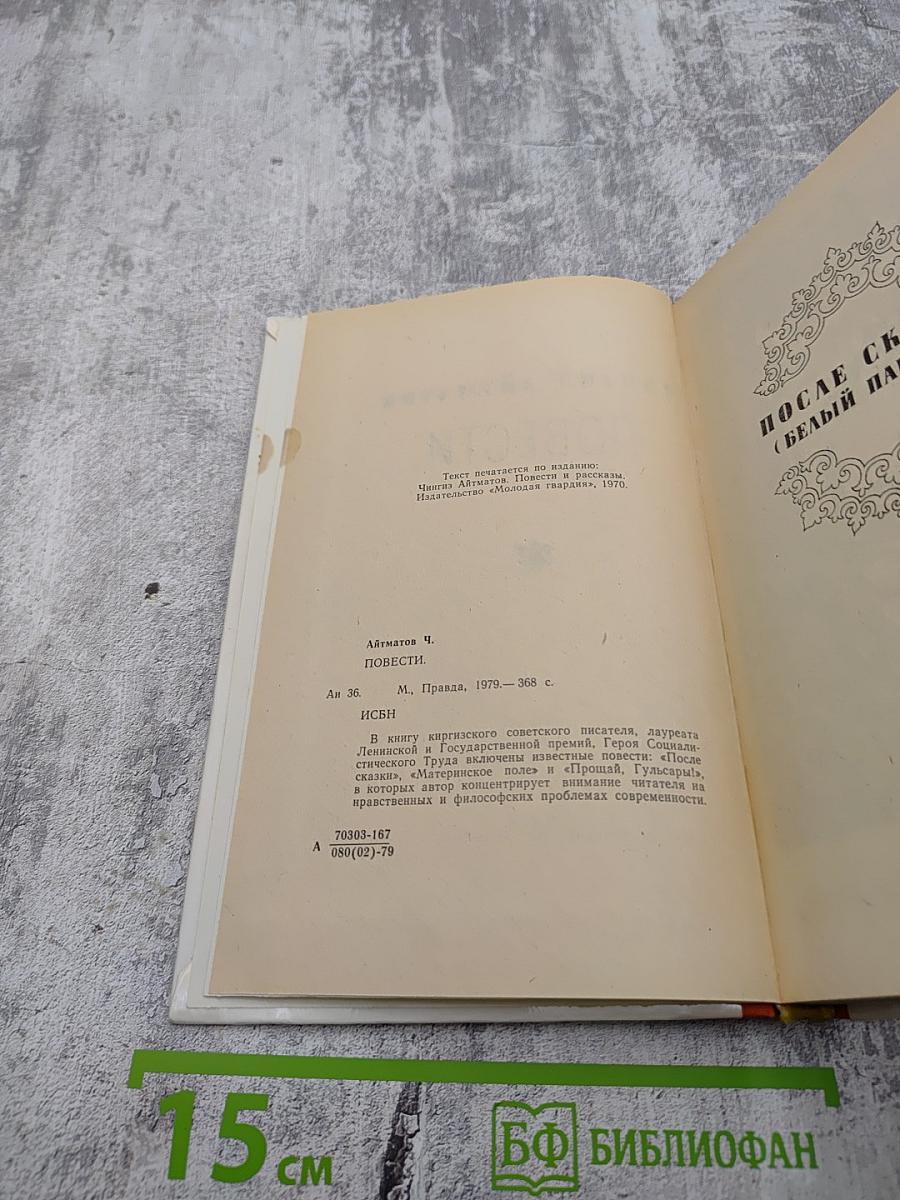 Текст печатается по изданию:
Чингиз Айтматов. Повести и рассказы.
Издательство «Молодая гвардия», 1970.
Айтматов Ч.
ПОВЕСТИ.
Аи 36. М., Правда, 1979.— 368 с.
ИСБН
В книгу киргизского советского писателя, лауреата
Ленинской и Государственной премий, Героя Социали-
стического Труда включены известные повести: «После
сказки», «Материнское поле» и «Прощай, Гульсары!»,
в которых автор концентрирует внимание читателя на
нравственных и философских проблемах современности.
А 70303-167
080(02)-79
ПОСЛЕ СК
(БЕЛЫЙ ПА
15 см
БФ БИБЛИОФАН